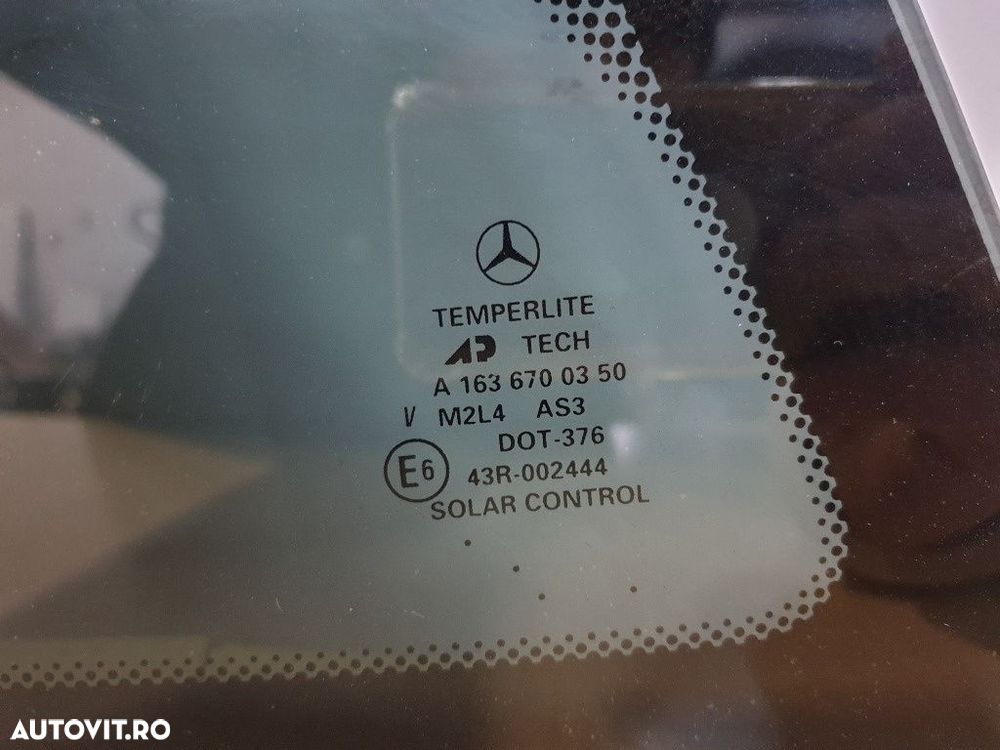 TEMPERLITE
AP TECH
A 163 670 03 50
V M2L4 AS3
DOT-376
E6 43R-002444
SOLAR CONTROL
AUTOVIT.RO